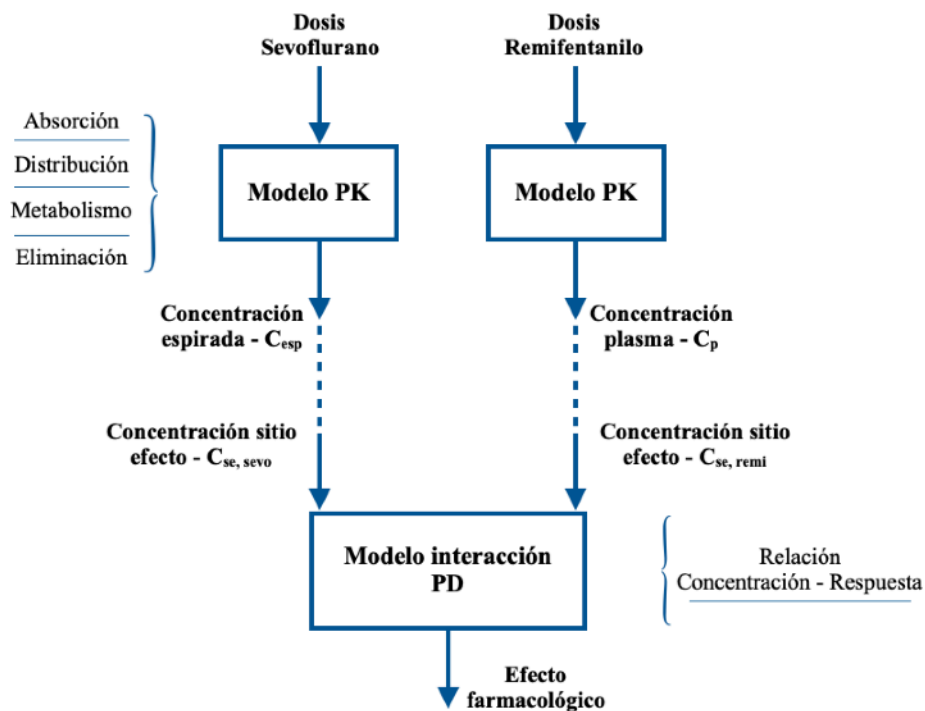 Dosis
Sevoflurano
Dosis
Remifentanilo
Absorción
Distribución
Metabolismo
Eliminación
Modelo PK
Modelo PK
Concentración
espirada - Cesp
Concentración
plasma - Cp
Concentración sitio
efecto - Cse, sevo
Concentración sitio
efecto - Cse, remi
Modelo interacción
PD
Relación
Concentración - Respuesta
Efecto
farmacológico